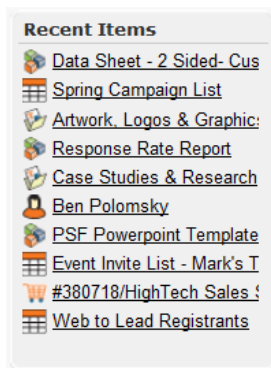 Recent Items
Data Sheet - 2 Sided- Cus
Spring Campaign List
Artwork, Logos & Graphics
Response Rate Report
Case Studies & Research
Ben Polomsky
PSF Powerpoint Template
Event Invite List - Mark's T
#380718/HighTech Sales S
Web to Lead Registrants